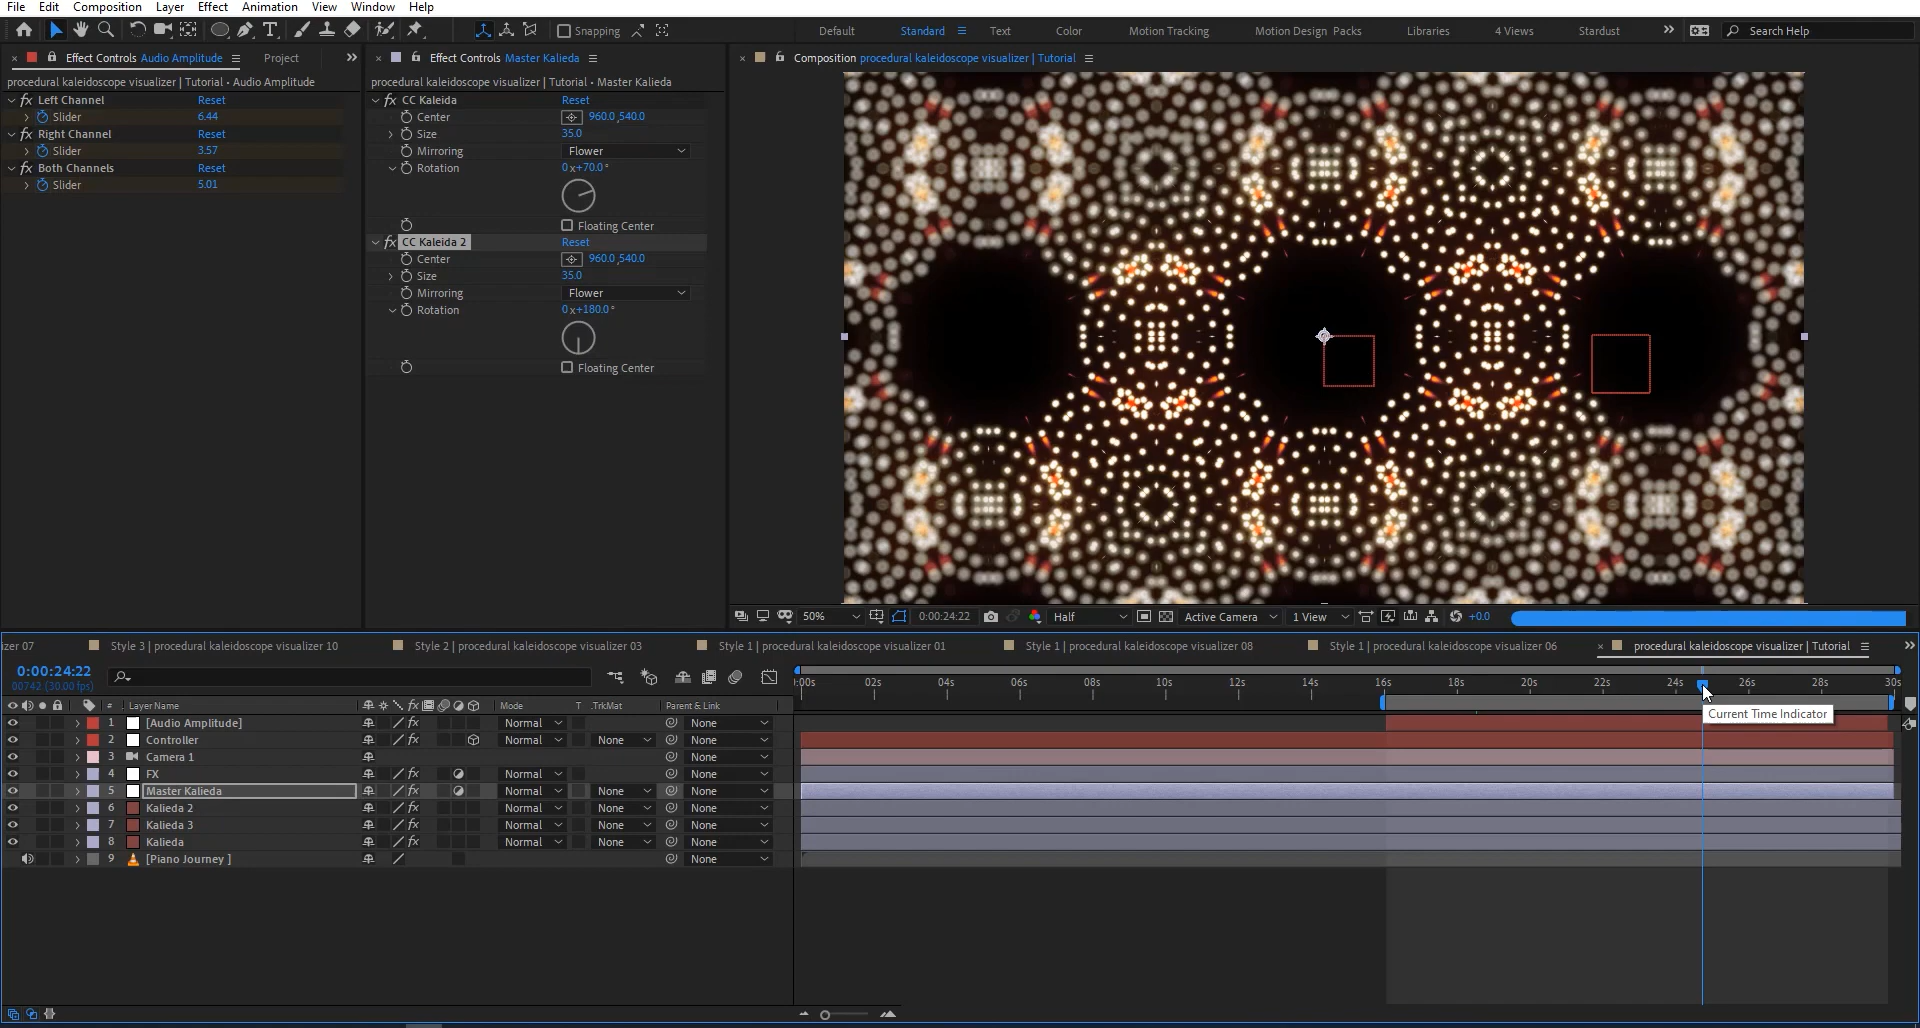 File Edit Composition Layer Effect Animation View Window Help
Snapping Default Standard Text Color Motion Tracking Motion Design Packs Libraries 4 Views Stardust Search Help
Effect Controls Audio Amplitude Project
procedural kaleidoscope visualizer | Tutorial • Audio Amplitude
Left Channel Reset
Slider 6.44
Right Channel Reset
Slider 3.57
Both Channels Reset
Slider 5.01
Effect Controls Master Kalieda
procedural kaleidoscope visualizer | Tutorial • Master Kalieda
CC Kaleida Reset
Center 960.0 ,540.0
Size 35.0
Mirroring Flower
Rotation 0 x+70.0°
Floating Center
CC Kaleida 2 Reset
Center 960.0 ,540.0
Size 35.0
Mirroring Flower
Rotation 0 x+180.0°
Floating Center
Composition procedural kaleidoscope visualizer | Tutorial
50% 0:00:24:22 Half Active Camera 1 View +0.0
izer 07 Style 3 | procedural kaleidoscope visualizer 10 Style 2 | procedural kaleidoscope visualizer 03 Style 1 | procedural kaleidoscope visualizer 01 Style 1 | procedural kaleidoscope visualizer 08 Style 1 | procedural kaleidoscope visualizer 06 procedural kaleidoscope visualizer | Tutorial
0:00:24:22
00742 (30.00 fps)
:00s 02s 04s 06s 08s 10s 12s 14s 16s 18s 20s 22s 24s 26s 28s 30s
# Layer Name Mode T .TrkMat Parent & Link
Current Time Indicator
1 [Audio Amplitude] Normal None
2 Controller Normal None None
3 Camera 1 None
4 FX Normal None
5 Master Kalieda Normal None None
6 Kalieda 2 Normal None None
7 Kalieda 3 Normal None None
8 Kalieda Normal None None
9 [Piano Journey ] None